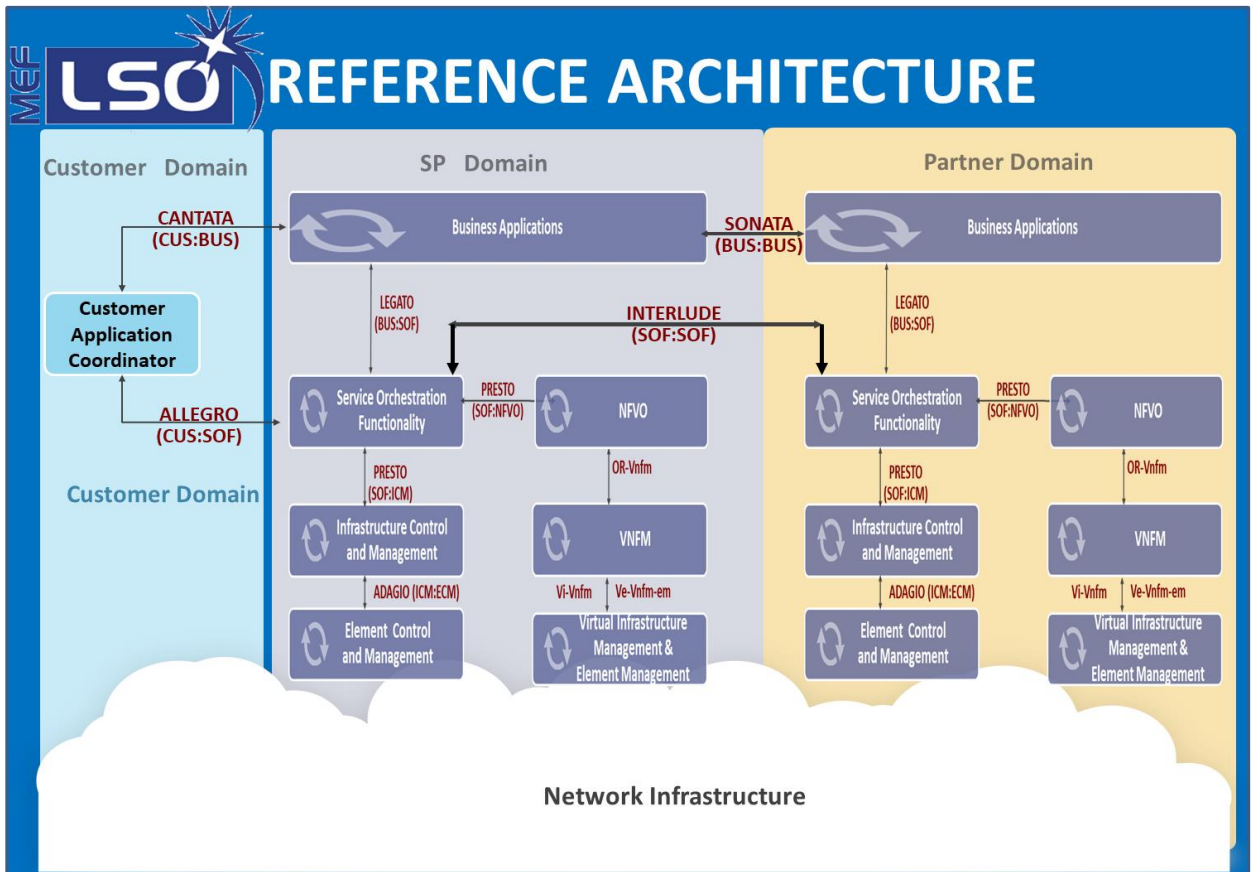 MEF
LSO
REFERENCE ARCHITECTURE
Customer Domain
SP Domain
Partner Domain
CANTATA
(CUS:BUS)
Business Applications
SONATA
(BUS:BUS)
Business Applications
Customer
Application
Coordinator
LEGATO
(BUS:SOF)
INTERLUDE
(SOF:SOF)
LEGATO
(BUS:SOF)
ALLEGRO
(CUS:SOF)
Service Orchestration
Functionality
PRESTO
(SOF:NFVO)
NFVO
Service Orchestration
Functionality
PRESTO
(SOF:NFVO)
NFVO
Customer Domain
PRESTO
(SOF:ICM)
OR-Vnfm
PRESTO
(SOF:ICM)
OR-Vnfm
Infrastructure Control
and Management
VNFM
Infrastructure Control
and Management
VNFM
ADAGIO (ICM:ECM)
Vi-Vnfm
Ve-Vnfm-em
ADAGIO (ICM:ECM)
Vi-Vnfm
Ve-Vnfm-em
Element Control
and Management
Virtual Infrastructure
Management &
Element Management
Element Control
and Management
Virtual Infrastructure
Management &
Element Management
Network Infrastructure